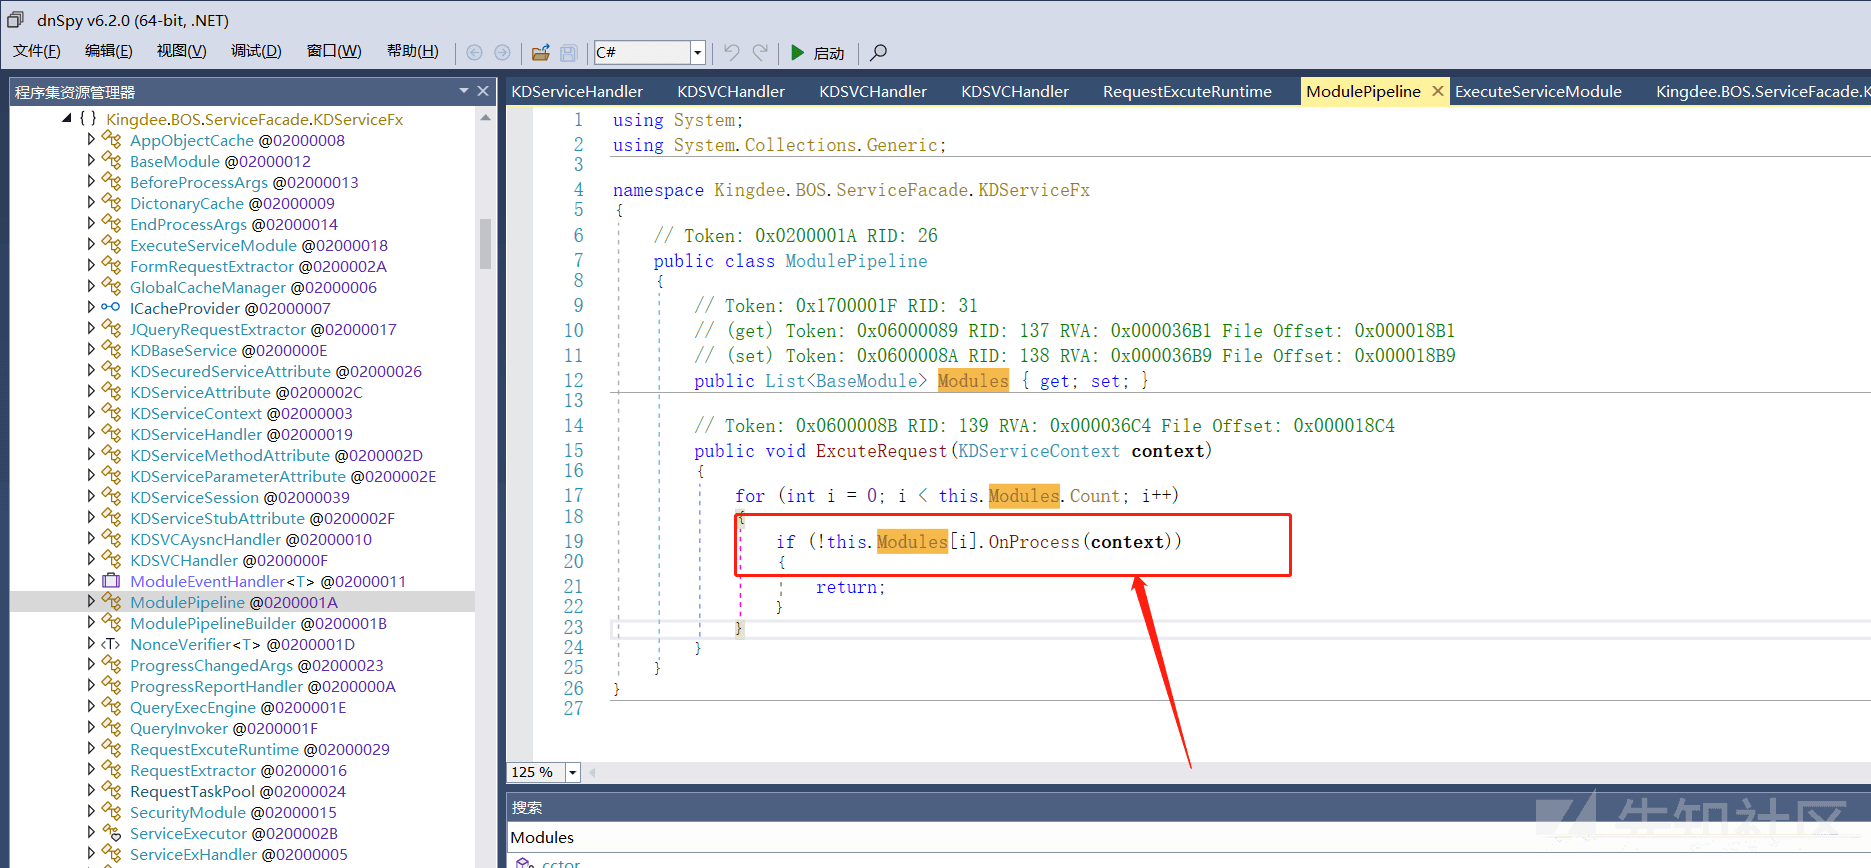 dnSpy v6.2.0 (64-bit, .NET)
文件(F) 编辑(E) 视图(V) 调试(D) 窗口(W) 帮助(H) C# 启动
程序集资源管理器
{ } Kingdee.BOS.ServiceFacade.KDServiceFx
AppObjectCache @02000008
BaseModule @02000012
BeforeProcessArgs @02000013
DictonaryCache @02000009
EndProcessArgs @02000014
ExecuteServiceModule @02000018
FormRequestExtractor @0200002A
GlobalCacheManager @02000006
ICacheProvider @02000007
JQueryRequestExtractor @02000017
KDBaseService @0200000E
KDSecuredServiceAttribute @02000026
KDServiceAttribute @0200002C
KDServiceContext @02000003
KDServiceHandler @02000019
KDServiceMethodAttribute @0200002D
KDServiceParameterAttribute @0200002E
KDServiceSession @02000039
KDServiceStubAttribute @0200002F
KDSVCAysncHandler @02000010
KDSVCHandler @0200000F
ModuleEventHandler<T> @02000011
ModulePipeline @0200001A
ModulePipelineBuilder @0200001B
<T> NonceVerifier<T> @0200001D
ProgressChangedArgs @02000023
ProgressReportHandler @0200000A
QueryExecEngine @0200001E
QueryInvoker @0200001F
RequestExcuteRuntime @02000029
RequestExtractor @02000016
RequestTaskPool @02000024
SecurityModule @02000015
ServiceExecutor @0200002B
ServiceExHandler @02000005
KDServiceHandler KDSVCHandler KDSVCHandler KDSVCHandler RequestExcuteRuntime ModulePipeline ExecuteServiceModule Kingdee.BOS.ServiceFacade.K
1 using System;
2 using System.Collections.Generic;
3
4 namespace Kingdee.BOS.ServiceFacade.KDServiceFx
5 {
6 // Token: 0x0200001A RID: 26
7 public class ModulePipeline
8 {
9 // Token: 0x1700001F RID: 31
10 // (get) Token: 0x06000089 RID: 137 RVA: 0x000036B1 File Offset: 0x000018B1
11 // (set) Token: 0x0600008A RID: 138 RVA: 0x000036B9 File Offset: 0x000018B9
12 public List<BaseModule> Modules { get; set; }
13
14 // Token: 0x0600008B RID: 139 RVA: 0x000036C4 File Offset: 0x000018C4
15 public void ExcuteRequest(KDServiceContext context)
16 {
17 for (int i = 0; i < this.Modules.Count; i++)
18 {
19 if (!this.Modules[i].OnProcess(context))
20 {
21 return;
22 }
23 }
24 }
25 }
26 }
27
125 %
搜索
Modules
.cctor
先知社区